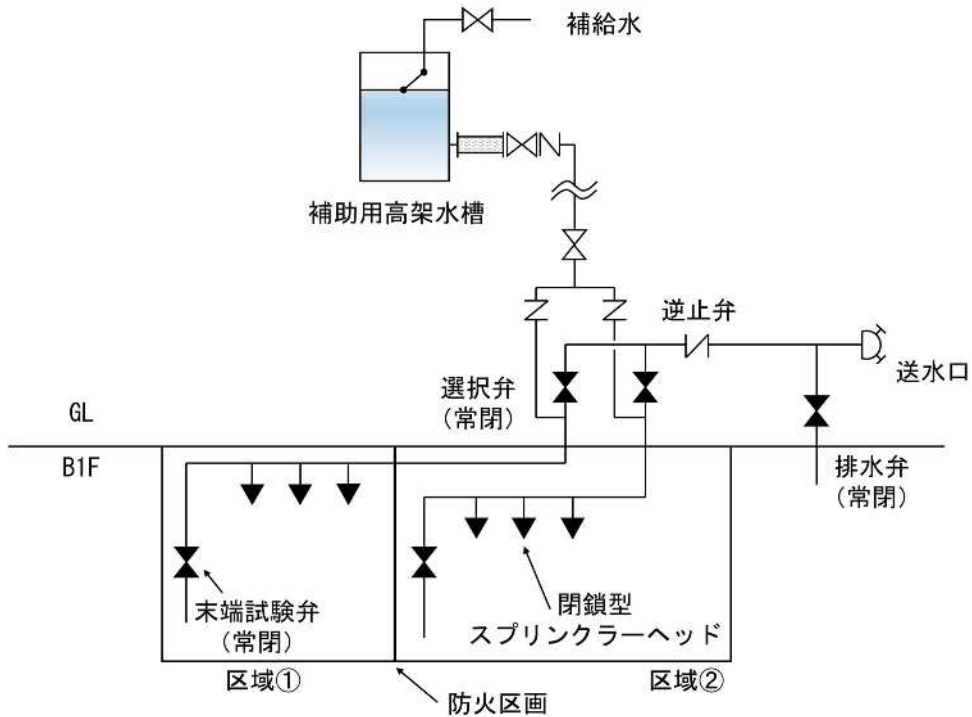 補給水
補助用高架水槽
逆止弁
送水口
選択弁
(常閉)
GL
B1F
排水弁
(常閉)
末端試験弁
(常閉)
閉鎖型
スプリンクラーヘッド
区域①
区域②
防火区画